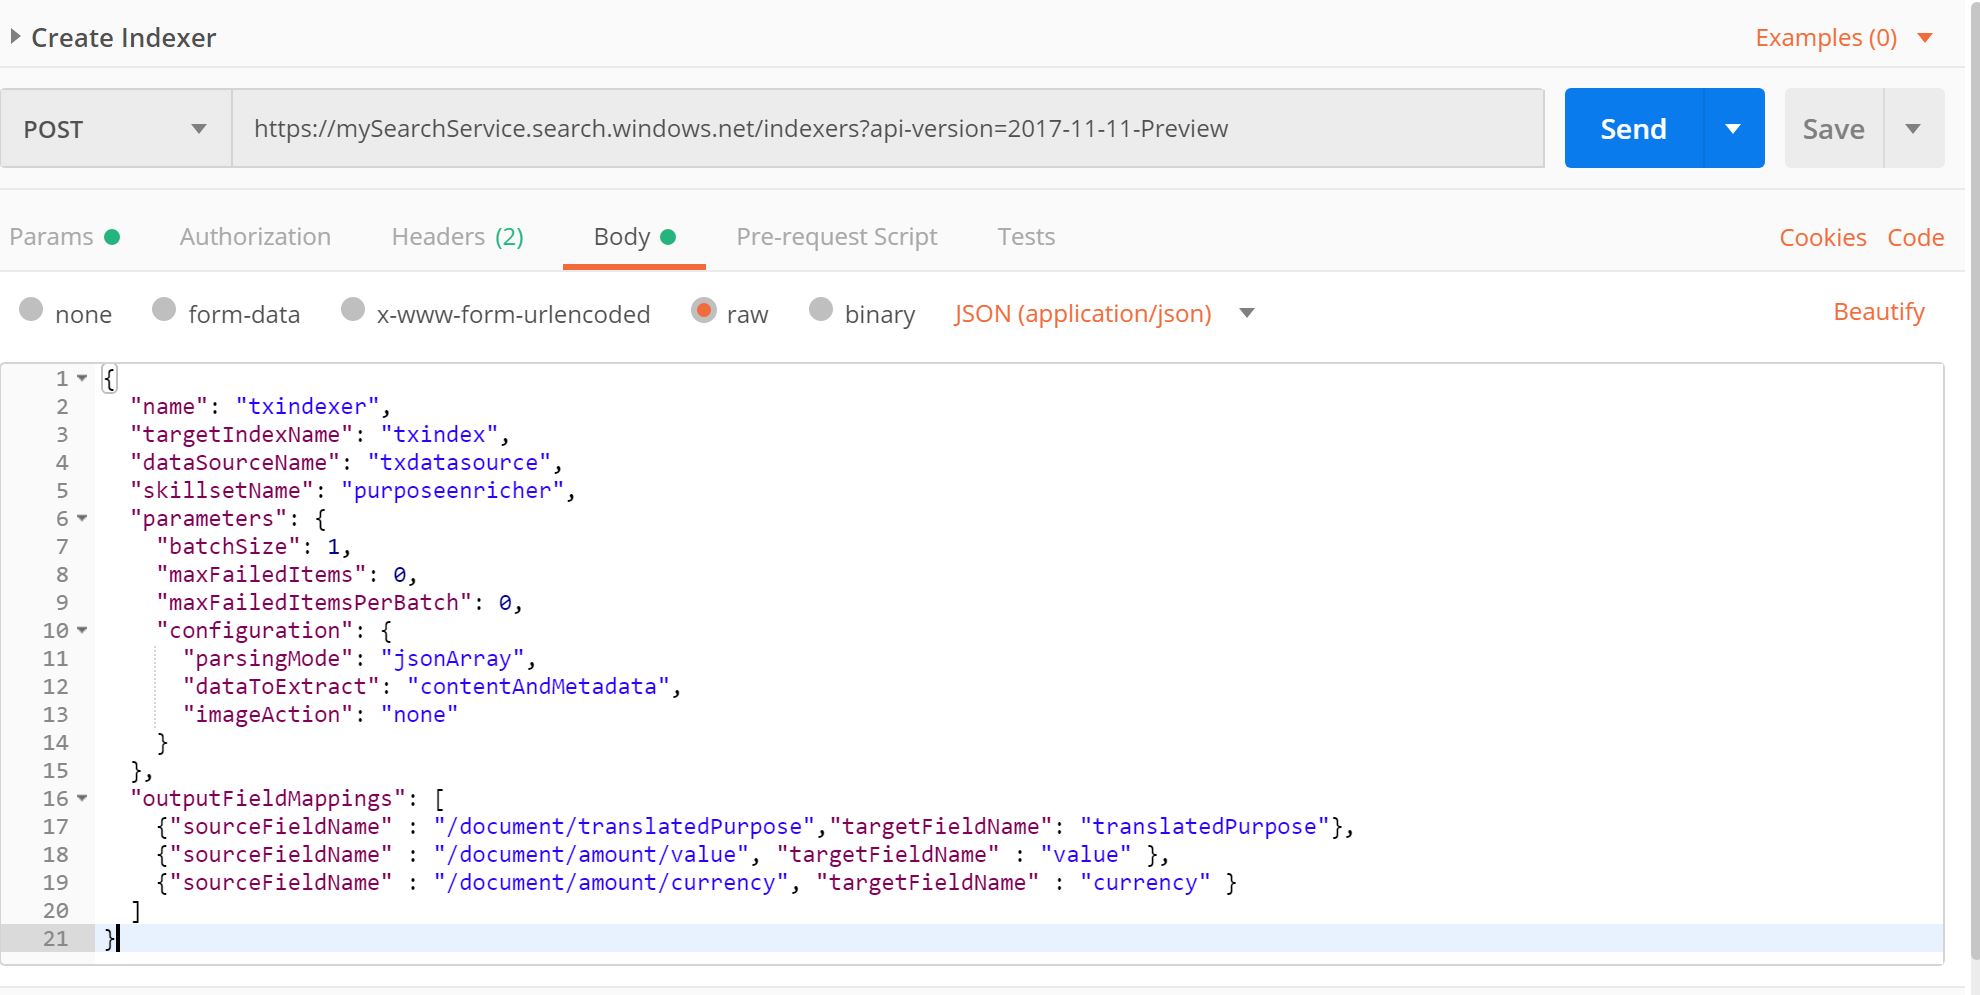 Create Indexer
Examples (0)
POST
https://mySearchService.search.windows.net/indexers?api-version=2017-11-11-Preview
Send
Save
Params
Authorization
Headers (2)
Body
Pre-request Script
Tests
Cookies
Code
none
form-data
x-www-form-urlencoded
raw
binary
JSON (application/json)
Beautify
1 {
2 "name": "txindexer",
3 "targetIndexName": "txindex",
4 "dataSourceName": "txdatasource",
5 "skillsetName": "purposeenricher",
6 "parameters": {
7 "batchSize": 1,
8 "maxFailedItems": 0,
9 "maxFailedItemsPerBatch": 0,
10 "configuration": {
11 "parsingMode": "jsonArray",
12 "dataToExtract": "contentAndMetadata",
13 "imageAction": "none"
14 }
15 },
16 "outputFieldMappings": [
17 {"sourceFieldName" : "/document/translatedPurpose","targetFieldName": "translatedPurpose"},
18 {"sourceFieldName" : "/document/amount/value", "targetFieldName" : "value" },
19 {"sourceFieldName" : "/document/amount/currency", "targetFieldName" : "currency" }
20 ]
21 }